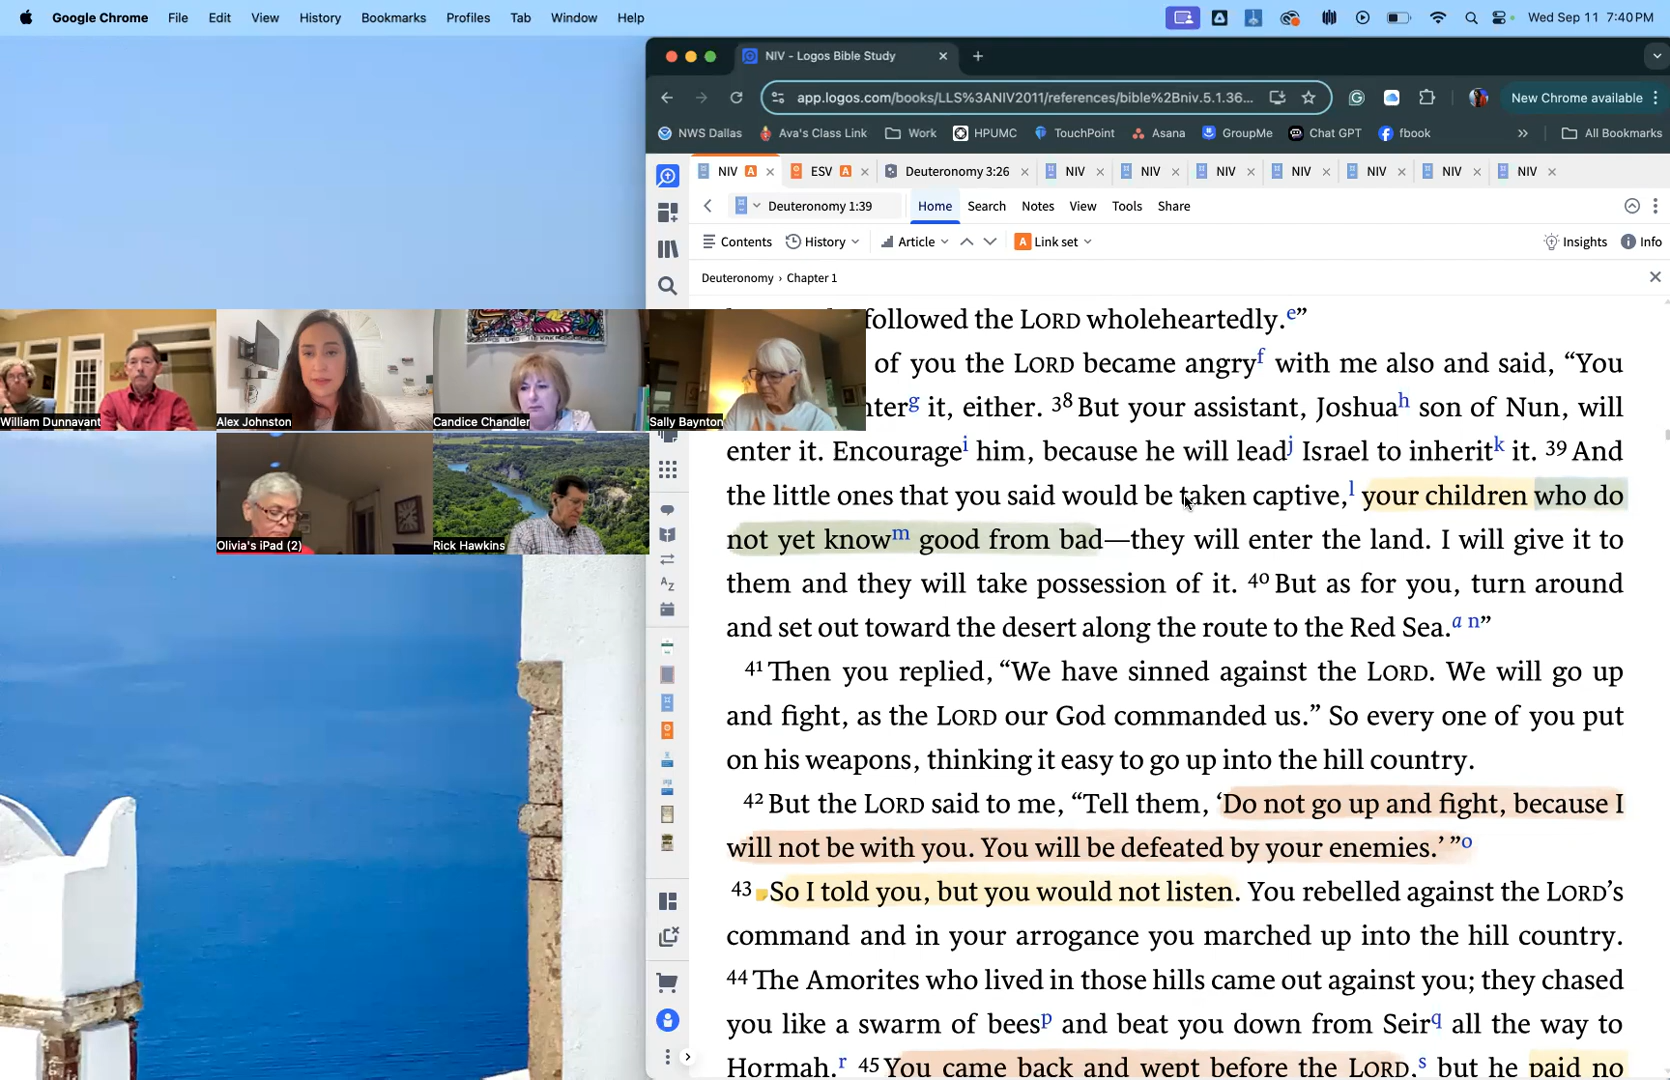 Google Chrome File Edit View History Bookmarks Profiles Tab Window Help Wed Sep 11 7:40 PM
NIV - Logos Bible Study
app.logos.com/books/LLS%3ANIV2011/references/bible%2Bniv.5.1.36... New Chrome available
NWS Dallas Ava's Class Link Work HPUMC TouchPoint Asana GroupMe Chat GPT fbook » All Bookmarks
NIV A ESV A Deuteronomy 3:26 NIV NIV NIV NIV NIV NIV NIV
Deuteronomy 1:39 Home Search Notes View Tools Share
Contents History Article A Link set Insights Info
Deuteronomy › Chapter 1
followed the LORD wholeheartedly.e”
of you the LORD became angryf with me also and said, “You
William Dunnavant Alex Johnston Candice Chandler Sally Baynton
g it, either. 38 But your assistant, Joshuah son of Nun, will
enter it. Encouragei him, because he will leadj Israel to inheritk it. 39 And
the little ones that you said would be taken captive,l your children who do
not yet knowm good from bad—they will enter the land. I will give it to
Olivia's iPad (2) Rick Hawkins
them and they will take possession of it. 40 But as for you, turn around
and set out toward the desert along the route to the Red Sea.a n”
41 Then you replied, “We have sinned against the LORD. We will go up
and fight, as the LORD our God commanded us.” So every one of you put
on his weapons, thinking it easy to go up into the hill country.
42 But the LORD said to me, “Tell them, ‘Do not go up and fight, because I
will not be with you. You will be defeated by your enemies.’ ”o
43 So I told you, but you would not listen. You rebelled against the LORD’s
command and in your arrogance you marched up into the hill country.
44 The Amorites who lived in those hills came out against you; they chased
you like a swarm of beesp and beat you down from Seirq all the way to
Hormah.r 45 You came back and wept before the LORD,s but he paid no